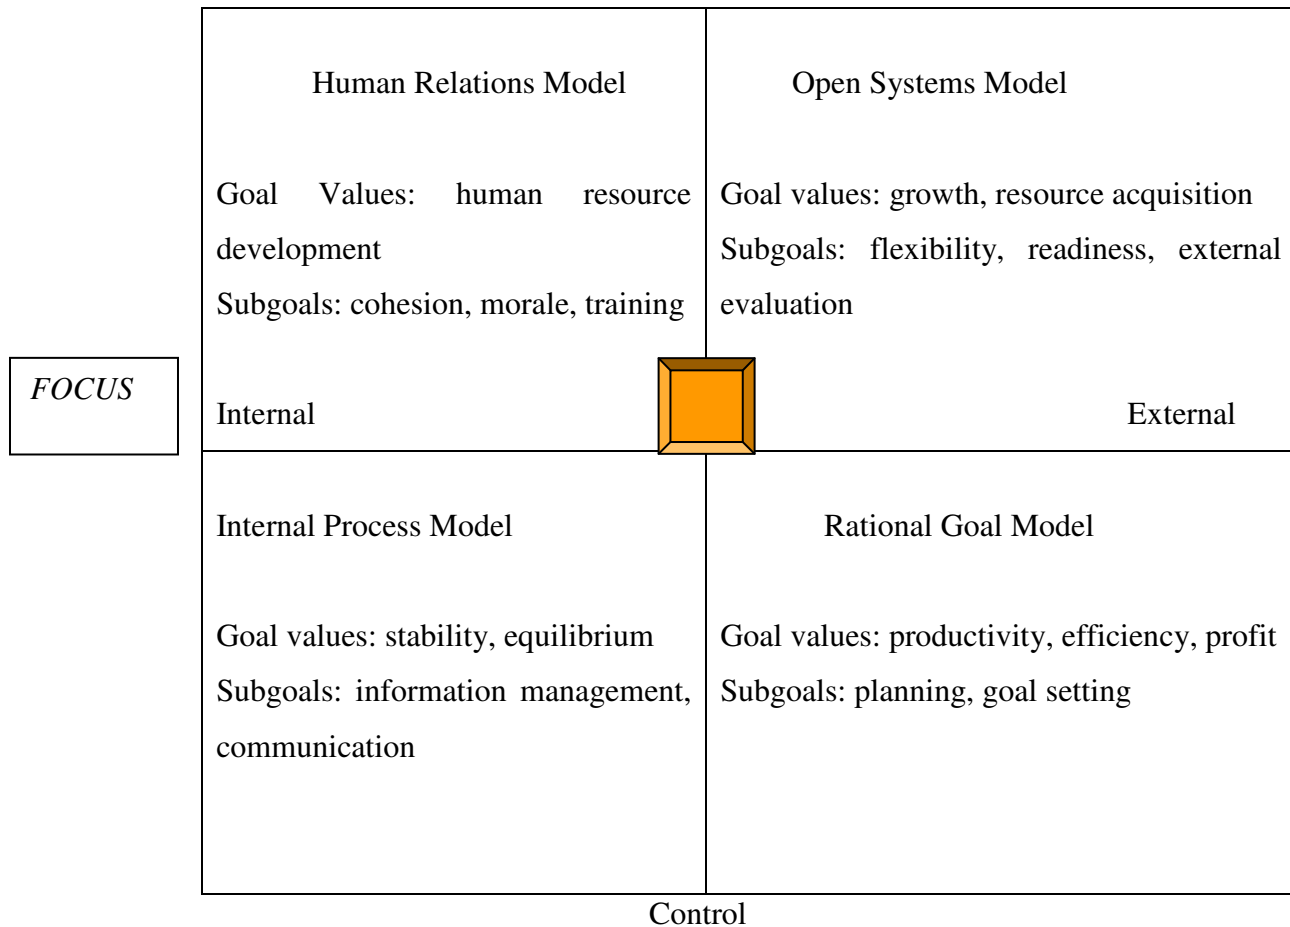 Human Relations Model
Goal Values: human resource
development
Subgoals: cohesion, morale, training
Open Systems Model
Goal values: growth, resource acquisition
Subgoals: flexibility, readiness, external
evaluation
FOCUS
Internal
External
Internal Process Model
Goal values: stability, equilibrium
Subgoals: information management,
communication
Rational Goal Model
Goal values: productivity, efficiency, profit
Subgoals: planning, goal setting
Control